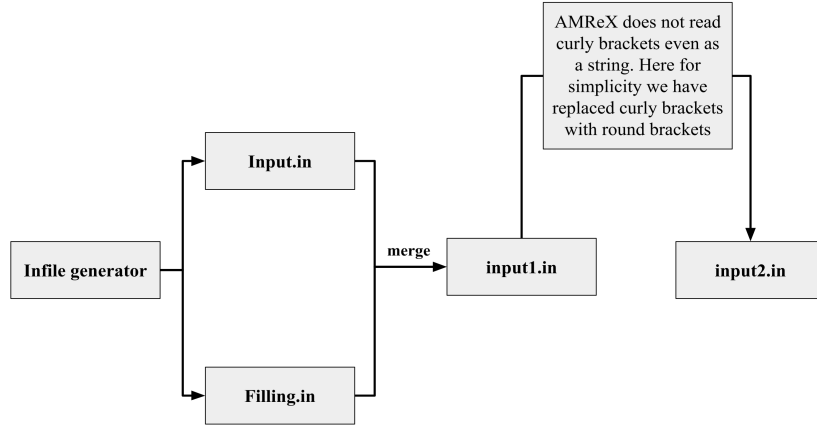 AMReX does not read
curly brackets even as
a string. Here for
simplicity we have
replaced curly brackets
with round brackets
Input.in
Infile generator
merge
input1.in
input2.in
Filling.in